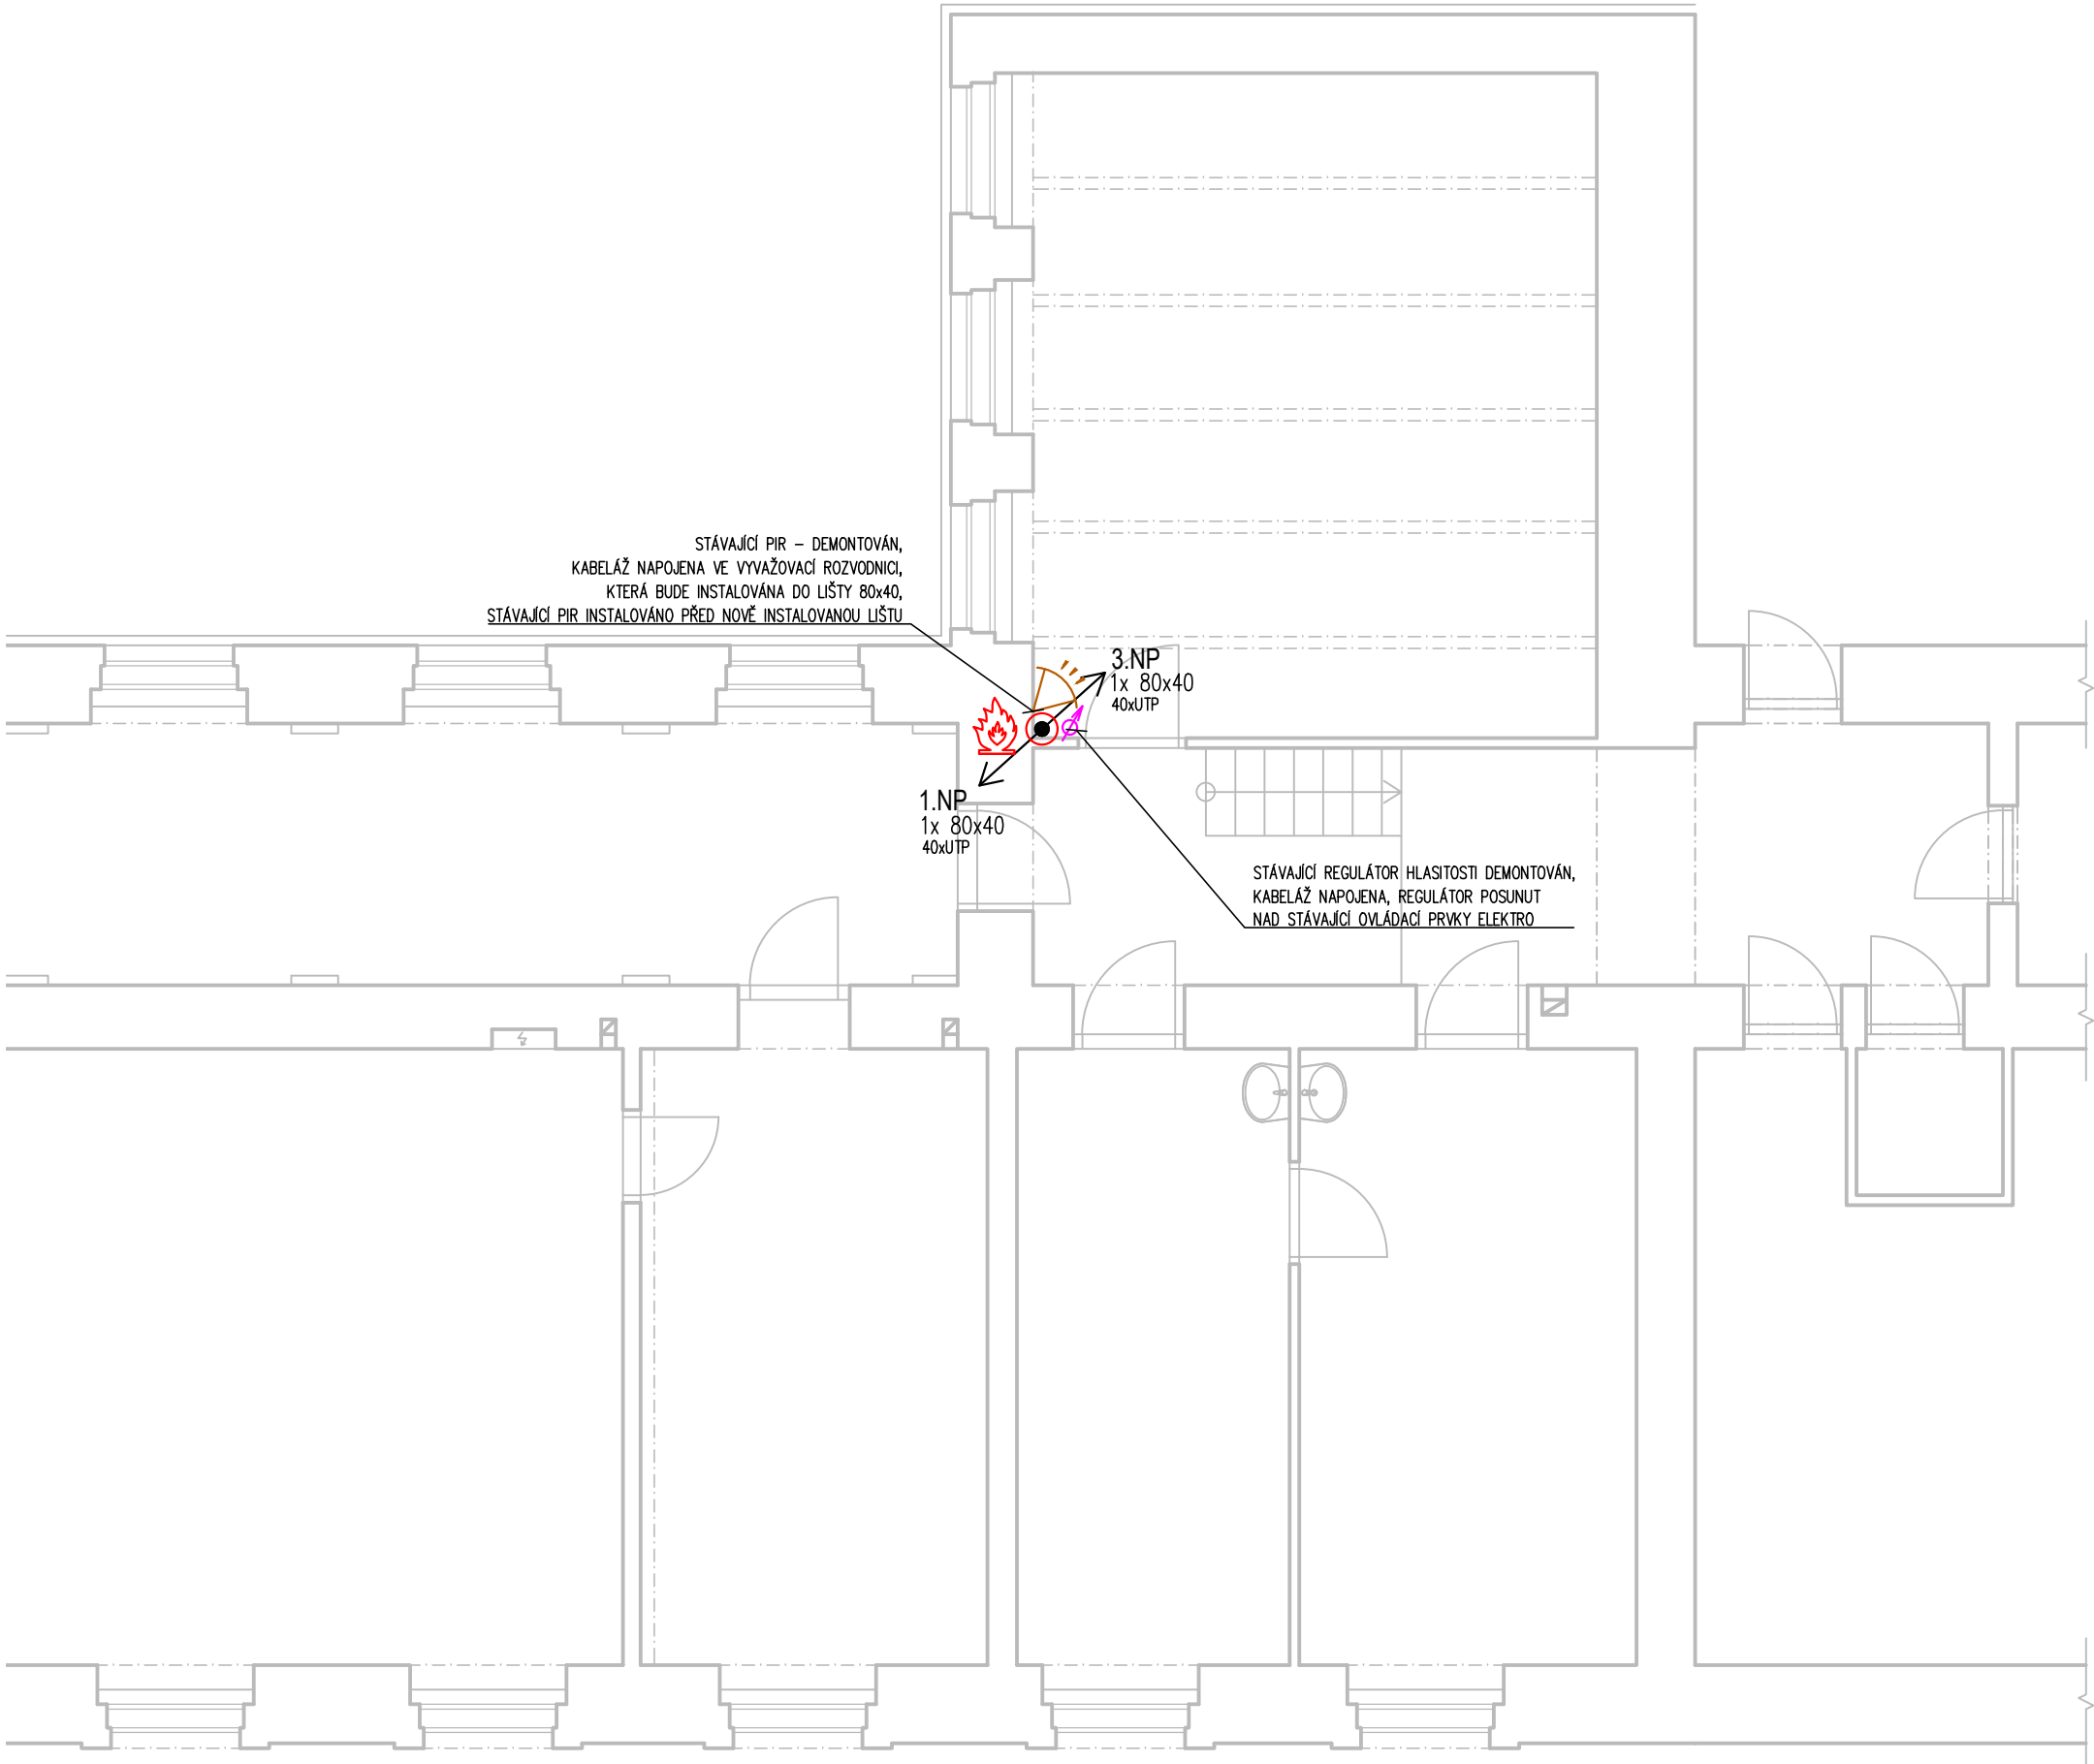 STÁVAJÍCÍ PIR – DEMONTOVÁN,
KABELÁŽ NAPOJENA VE VYVAŽOVACÍ ROZVODNICI,
KTERÁ BUDE INSTALOVÁNA DO LIŠTY 80x40,
STÁVAJÍCÍ PIR INSTALOVÁNO PŘED NOVĚ INSTALOVANOU LIŠTU
3.NP
1x 80x40
40xUTP
1.NP
1x 80x40
40xUTP
STÁVAJÍCÍ REGULÁTOR HLASITOSTI DEMONTOVÁN,
KABELÁŽ NAPOJENA, REGULÁTOR POSUNUT
NAD STÁVAJÍCÍ OVLÁDACÍ PRVKY ELEKTRO